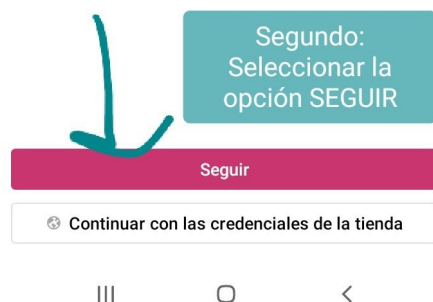 Segundo:
Seleccionar la
opción SEGUIR
Seguir
Continuar con las credenciales de la tienda